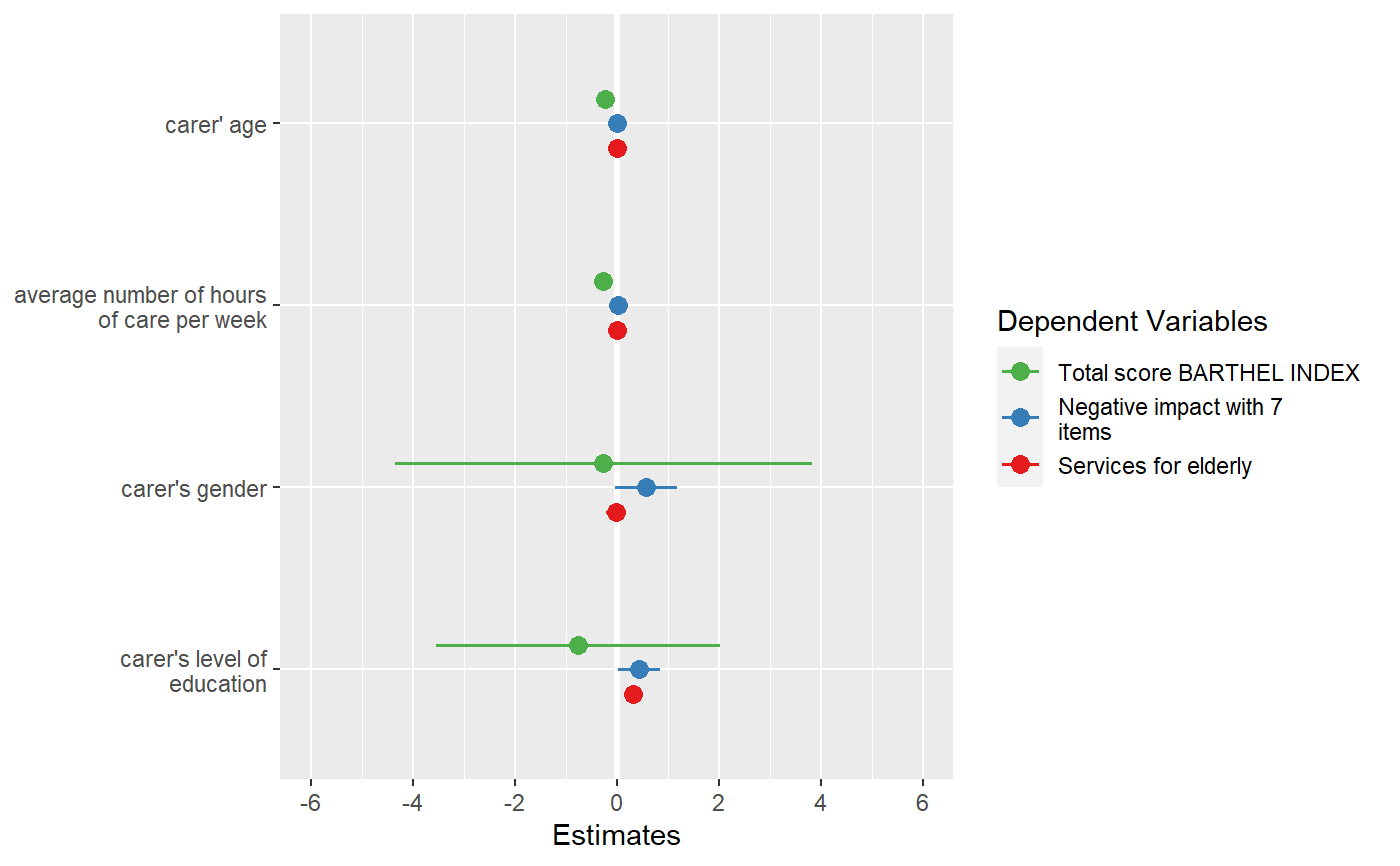 carer' age
average number of hours
of care per week
carer's gender
carer's level of
education
-6 -4 -2 0 2 4 6
Estimates
Dependent Variables
Total score BARTHEL INDEX
Negative impact with 7
items
Services for elderly